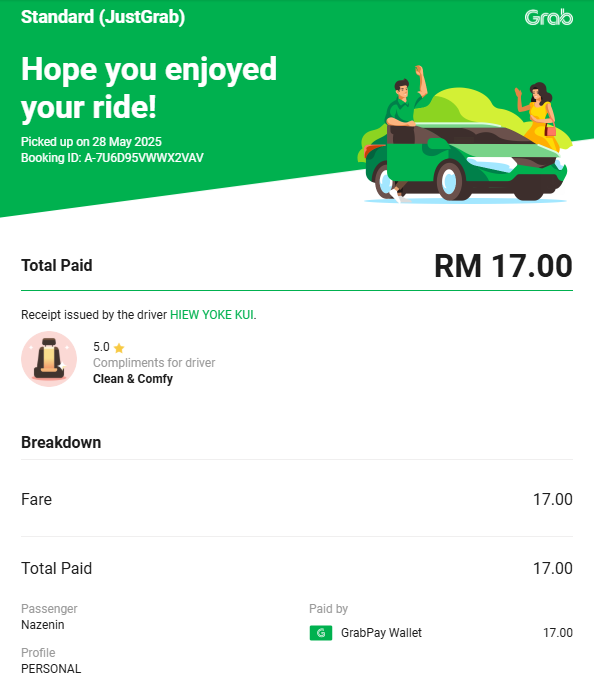 Standard (JustGrab)
Grab
Hope you enjoyed
your ride!
Picked up on 28 May 2025
Booking ID: A-7U6D95VWWX2VAV
Total Paid
RM 17.00
Receipt issued by the driver HIEW YOKE KUI.
5.0
Compliments for driver
Clean & Comfy
Breakdown
Fare
17.00
Total Paid
17.00
Passenger
Nazenin
Profile
PERSONAL
Paid by
G
GrabPay Wallet
17.00